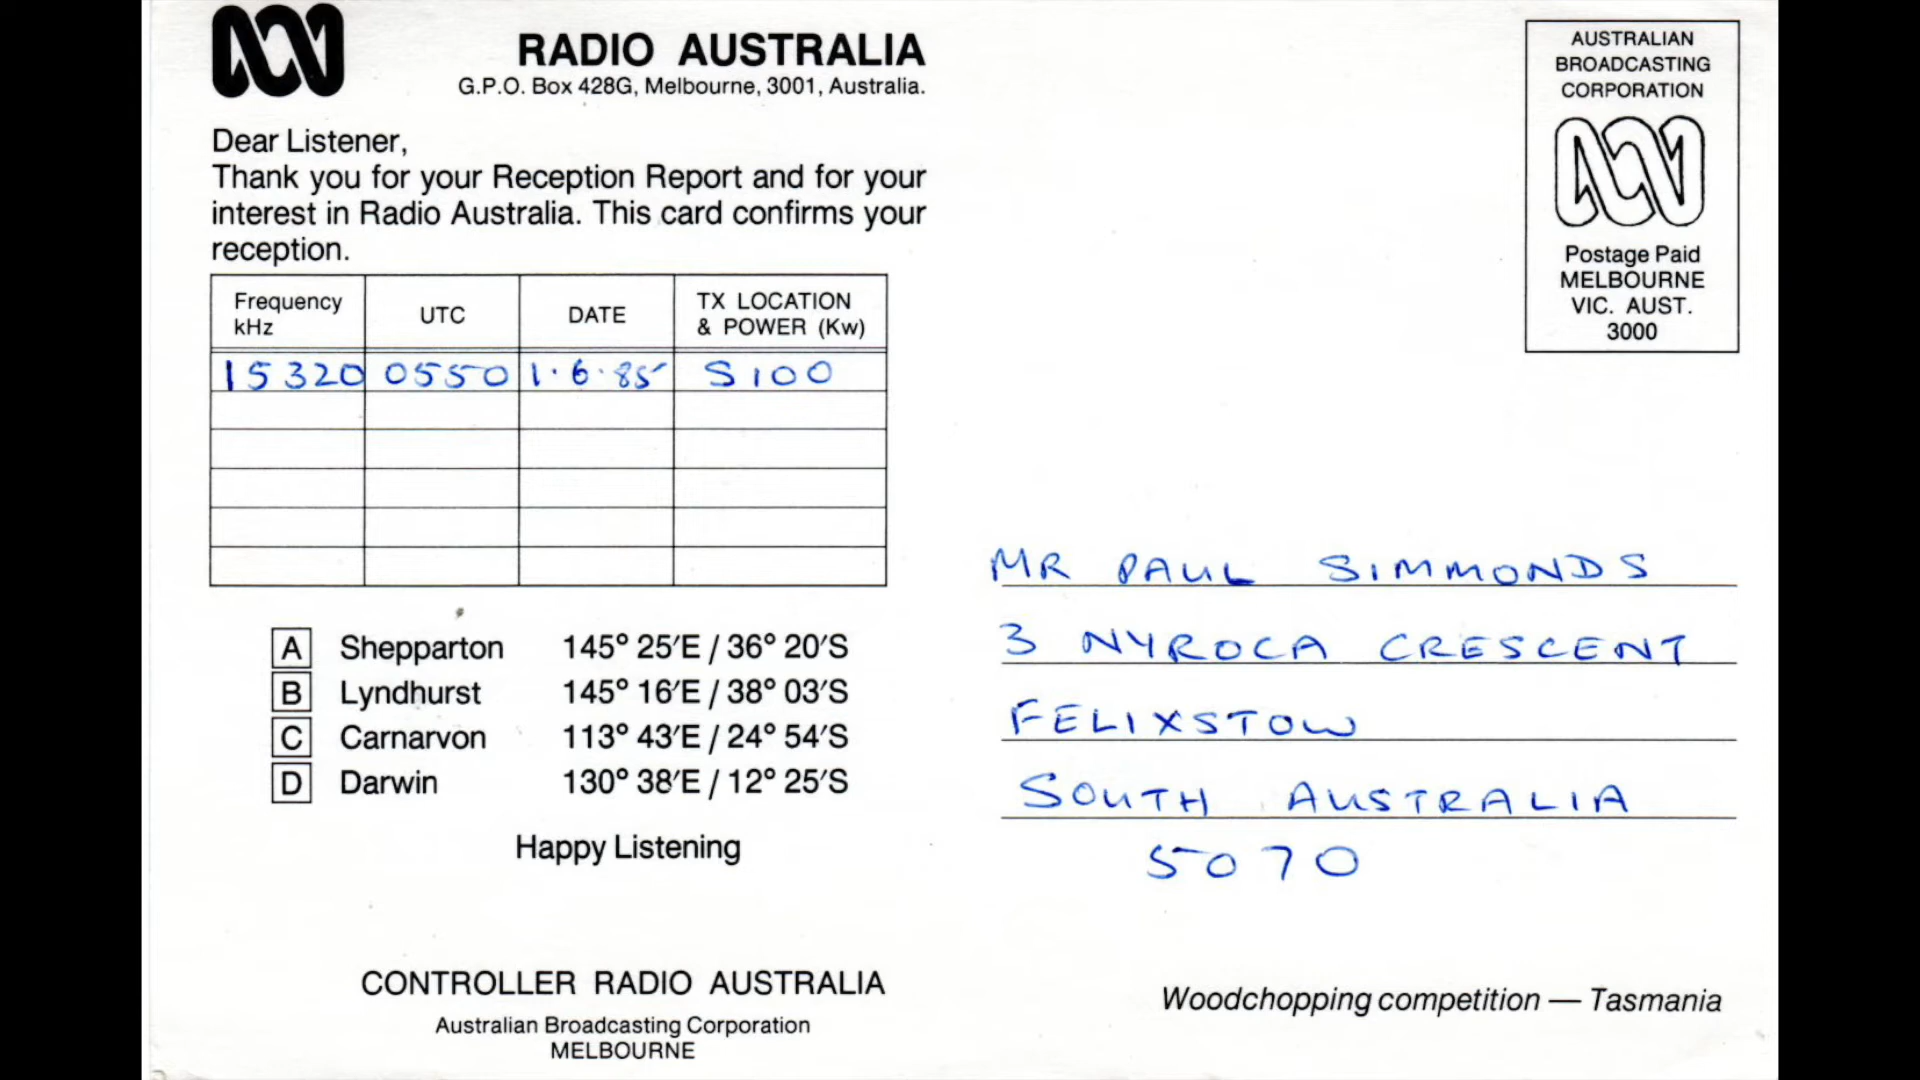 RADIO AUSTRALIA
G.P.O. Box 428G, Melbourne, 3001, Australia.
Dear Listener,
Thank you for your Reception Report and for your
interest in Radio Australia. This card confirms your
reception.
Frequency kHz UTC DATE TX LOCATION & POWER (Kw)
15320 0550 1.6.85 S100
A Shepparton 145° 25′E / 36° 20′S
B Lyndhurst 145° 16′E / 38° 03′S
C Carnarvon 113° 43′E / 24° 54′S
D Darwin 130° 38′E / 12° 25′S
Happy Listening
CONTROLLER RADIO AUSTRALIA
Australian Broadcasting Corporation
MELBOURNE
AUSTRALIAN
BROADCASTING
CORPORATION
Postage Paid
MELBOURNE
VIC. AUST.
3000
MR PAUL SIMMONDS
3 NYROCA CRESCENT
FELIXSTOW
SOUTH AUSTRALIA
5070
Woodchopping competition — Tasmania